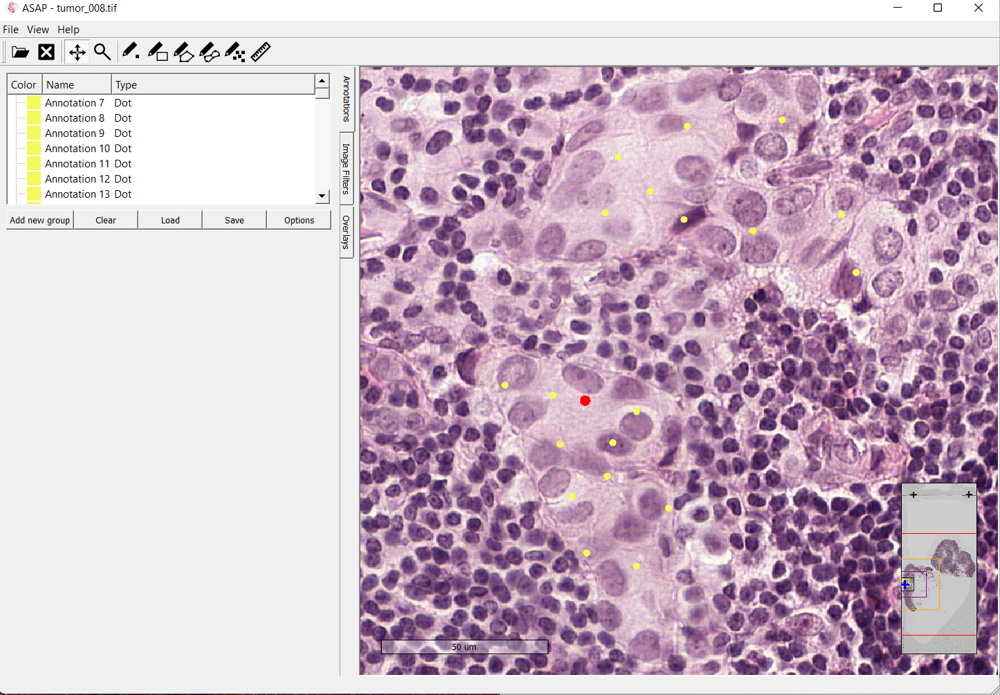 ASAP - tumor_008.tif
File View Help
Color Name Type
Annotation 7 Dot
Annotation 8 Dot
Annotation 9 Dot
Annotation 10 Dot
Annotation 11 Dot
Annotation 12 Dot
Annotation 13 Dot
Add new group Clear Load Save Options
Annotations
Image Filters
Overlays
50 um